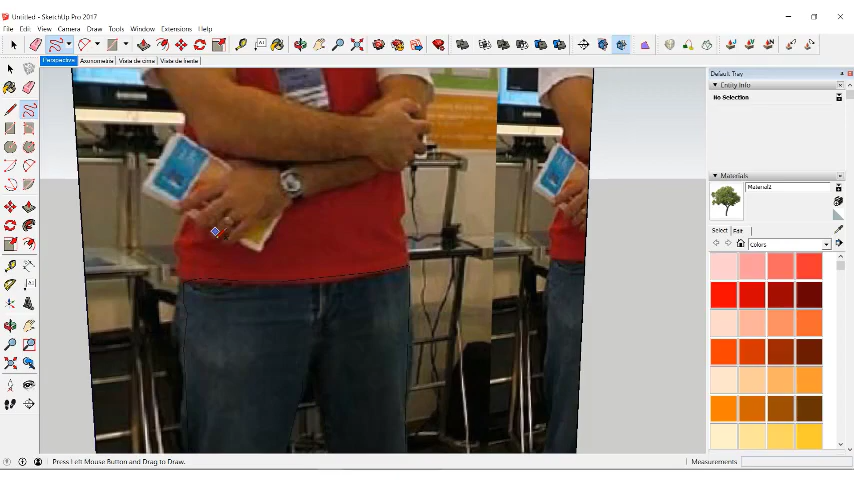 Untitled - SketchUp Pro 2017
File Edit View Camera Draw Tools Window Extensions Help
Perspectiva Axonometria Vista de cima Vista de frente
Default Tray
Entity Info
No Selection
Materials
Material2
Select Edit
Colors
Press Left Mouse Button and Drag to Draw.
Measurements